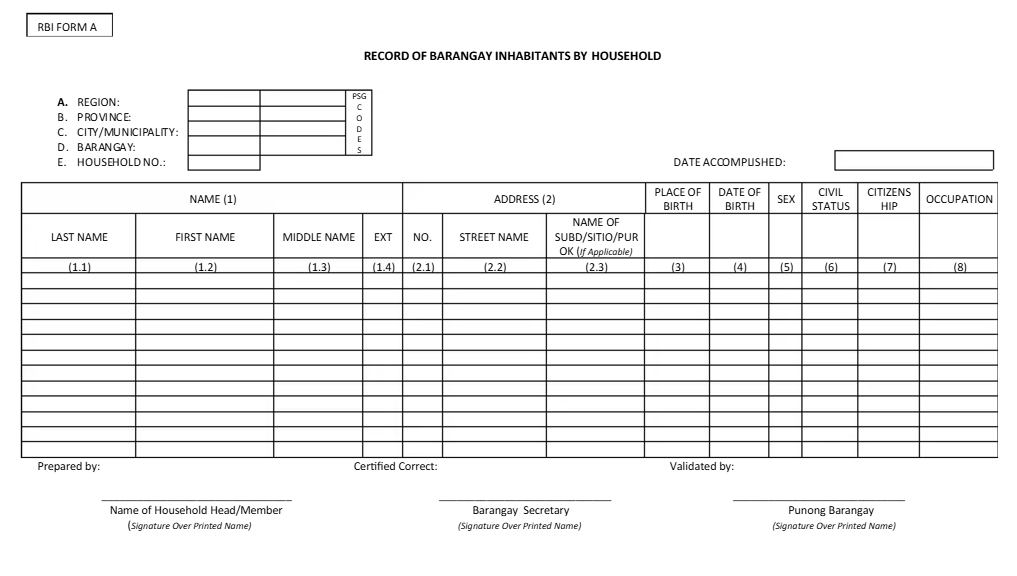 RBI FORM A
RECORD OF BARANGAY INHABITANTS BY HOUSEHOLD
A. REGION:
B. PROVINCE:
C. CITY/MUNICIPALITY:
D. BARANGAY:
E. HOUSEHOLD NO.:
PSG
C
O
D
E
S
DATE ACCOMPLISHED:
NAME (1) ADDRESS (2) PLACE OF BIRTH DATE OF BIRTH SEX CIVIL STATUS CITIZENS HIP OCCUPATION
LAST NAME FIRST NAME MIDDLE NAME EXT NO. STREET NAME NAME OF SUBD/SITIO/PUR OK (If Applicable)
(1.1) (1.2) (1.3) (1.4) (2.1) (2.2) (2.3) (3) (4) (5) (6) (7) (8)
Prepared by: Certified Correct: Validated by:
Name of Household Head/Member Barangay Secretary Punong Barangay
(Signature Over Printed Name) (Signature Over Printed Name) (Signature Over Printed Name)